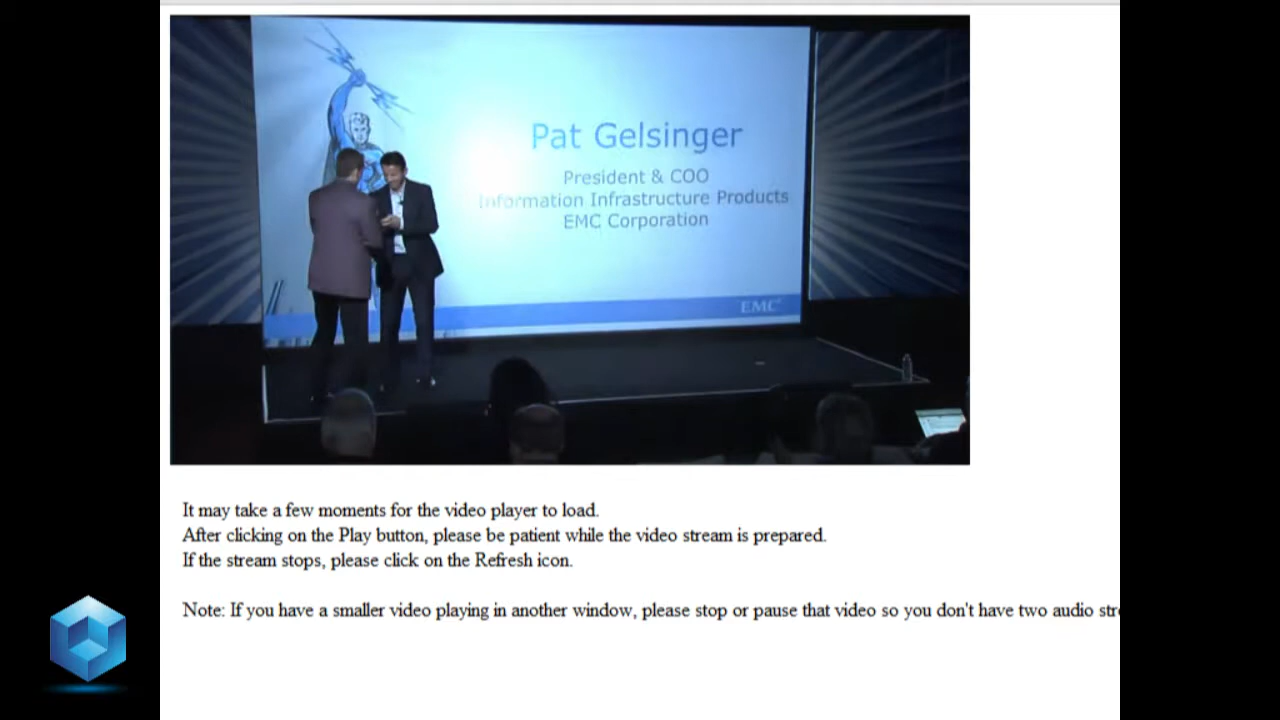 Pat Gelsinger
President & COO
Information Infrastructure Products
EMC Corporation
EMC
It may take a few moments for the video player to load.
After clicking on the Play button, please be patient while the video stream is prepared.
If the stream stops, please click on the Refresh icon.
Note: If you have a smaller video playing in another window, please stop or pause that video so you don't have two audio